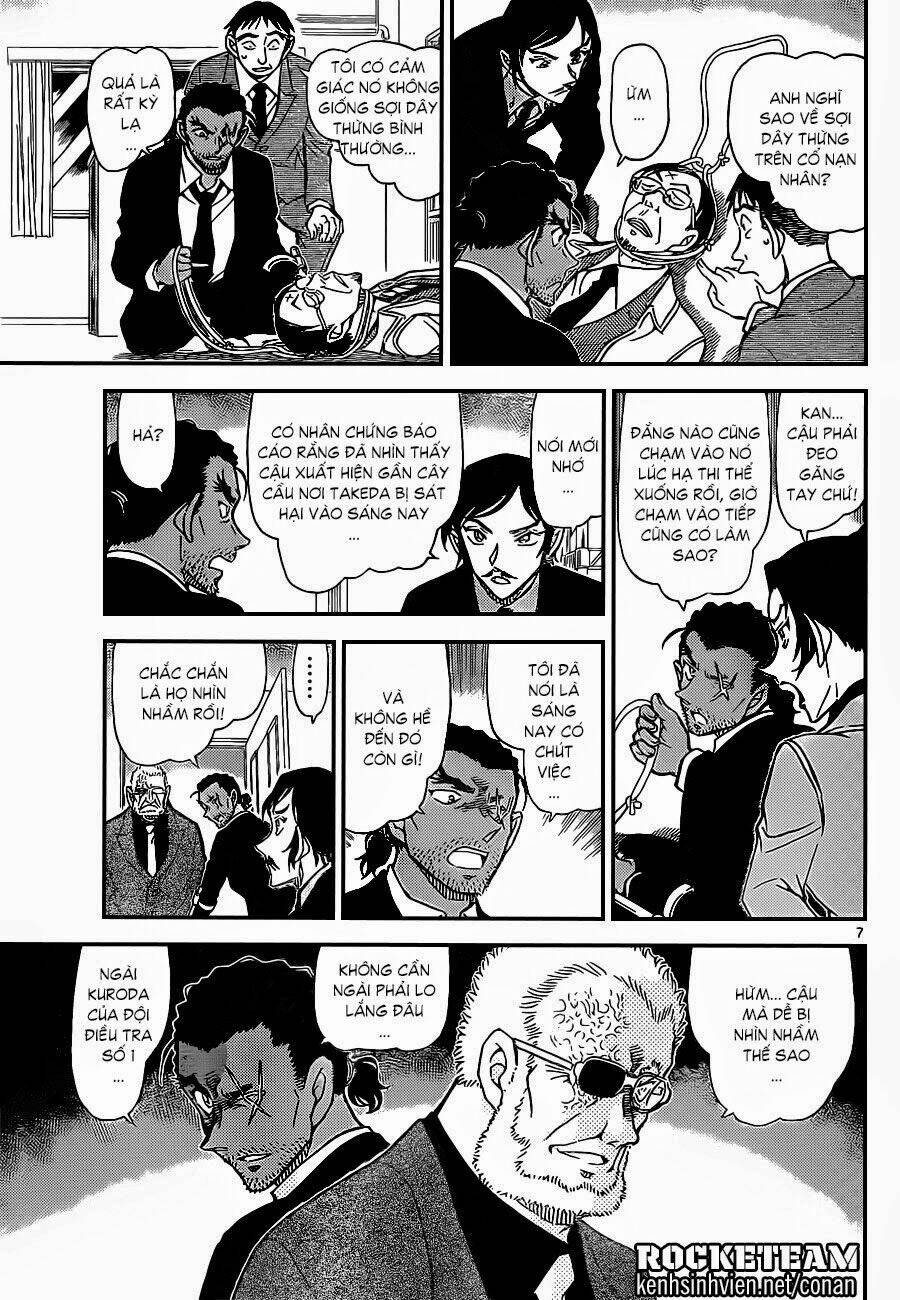 ANH NGHĨ
SAO VỀ SỢI
DÂY THỪNG
TRÊN CỔ NẠN
NHÂN?
ỪM
...
TÔI CÓ CẢM
GIÁC NÓ KHÔNG
GIỐNG SỢI DÂY
THỪNG BÌNH
THƯỜNG...
QUẢ LÀ
RẤT KỲ
LẠ
...
KAN...
CẬU PHẢI
ĐEO
GĂNG
TAY CHỨ!
ĐẰNG NÀO CŨNG
CHẠM VÀO NÓ
LÚC HẠ THI THỂ
XUỐNG RỒI, GIỜ
CHẠM VÀO TIẾP
CŨNG CÓ LÀM
SAO?
NÓI MỚI
NHỚ
...
CÓ NHÂN CHỨNG BÁO
CÁO RẰNG ĐÃ NHÌN THẤY
CẬU XUẤT HIỆN GẦN CÂY
CẦU NƠI TAKEDA BỊ SÁT
HẠI VÀO SÁNG NAY
...
HẢ?
TÔI ĐÃ
NÓI LÀ
SÁNG
NAY CÓ
CHÚT
VIỆC
...
VÀ
KHÔNG HỀ
ĐẾN ĐÓ
CÒN GÌ!
......
CHẮC CHẮN
LÀ HỌ NHÌN
NHẦM RỒI!
7
HỪM... CẬU
MÀ DỄ BỊ
NHÌN NHẦM
THẾ SAO
...
KHÔNG CẦN
NGÀI PHẢI LO
LẮNG ĐÂU
...
NGÀI
KURODA
CỦA ĐỘI
ĐIỀU TRA
SỐ 1
...
ROCKETEAM
kenhsinhvien.net/conan